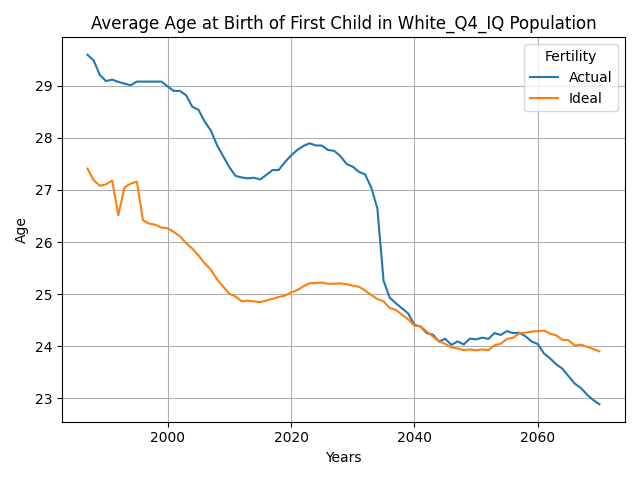 Average Age at Birth of First Child in White_Q4_IQ Population
Fertility
Actual
Ideal
29
28
27
26
25
24
23
Age
2000
2020
2040
2060
Years